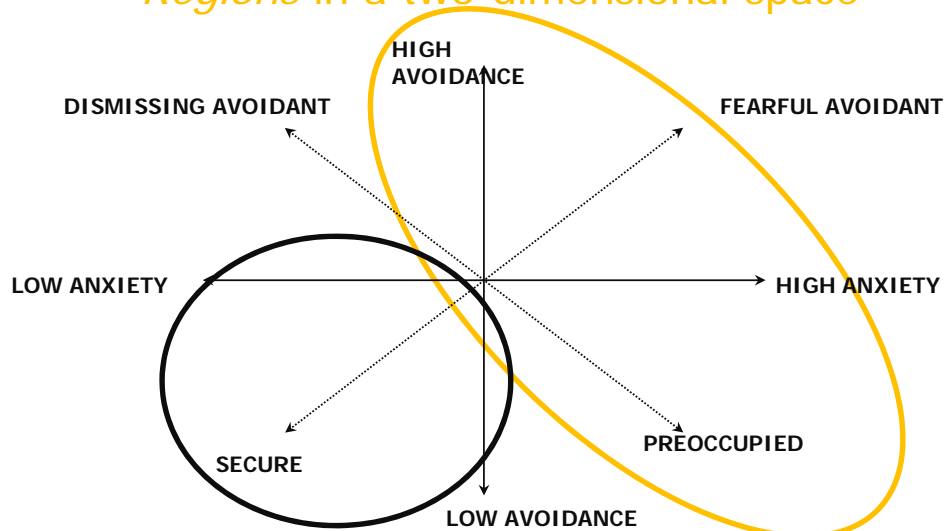 Regions in a two-dimensional space
HIGH
AVOIDANCE
DISMISSING AVOIDANT
FEARFUL AVOIDANT
LOW ANXIETY
HIGH ANXIETY
PREOCCUPIED
SECURE
LOW AVOIDANCE